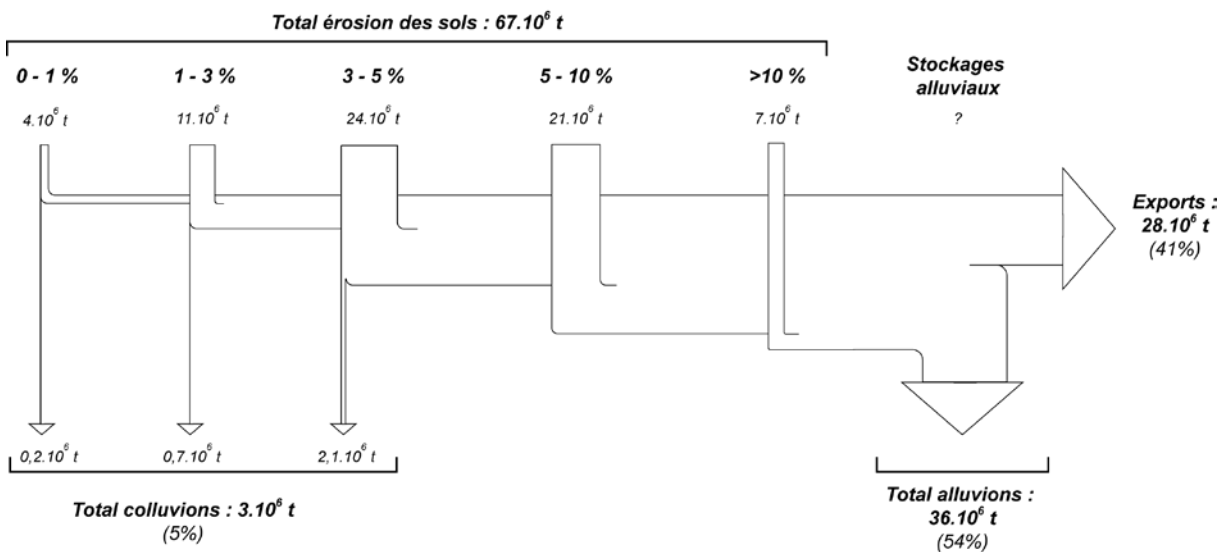 Total érosion des sols : 67.10⁶ t
0 - 1 % 1 - 3 % 3 - 5 % 5 - 10 % >10 % Stockages
alluviaux
4.10⁶ t 11.10⁶ t 24.10⁶ t 21.10⁶ t 7.10⁶ t ?
Exports :
28.10⁶ t
(41%)
0,2.10⁶ t 0,7.10⁶ t 2,1.10⁶ t
Total colluvions : 3.10⁶ t
(5%)
Total alluvions :
36.10⁶ t
(54%)